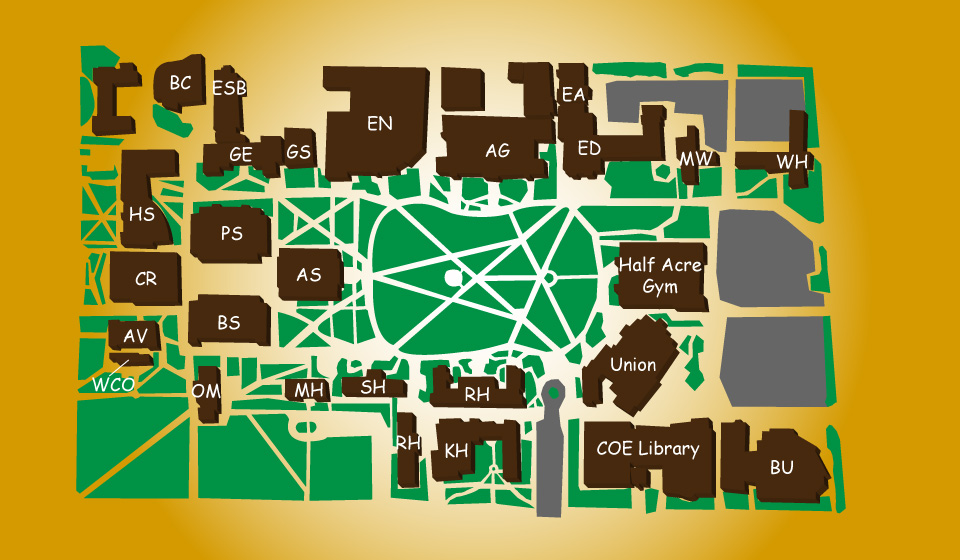 BC
ESB
EA
EN
GE
GS
AG
ED
MW
WH
HS
PS
CR
AS
Half Acre
Gym
BS
AV
WCO
OM
MH
SH
RH
Union
RH
KH
COE Library
BU